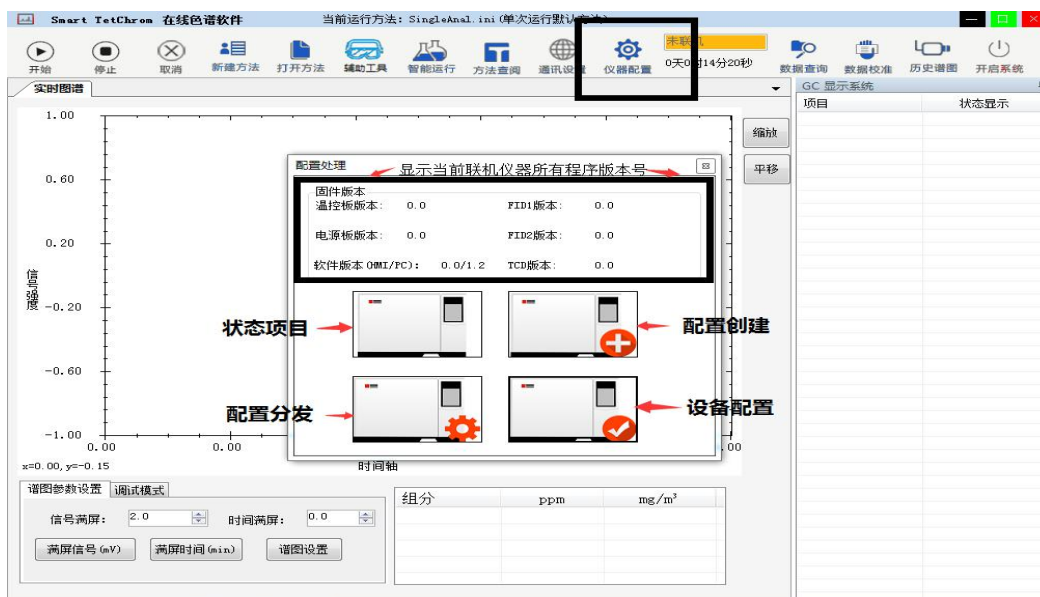 Smart TetChrom 在线色谱软件
当前运行方法: SingleAnal.ini(单次运行默认方法)
开始
停止
取消
新建方法
打开方法
辅助工具
智能运行
方法查阅
通讯设置
仪器配置
未联机
0天0时14分20秒
数据查询
数据校准
历史谱图
开启系统
实时图谱
GC 显示系统
项目
状态显示
1.00
0.60
0.20
-0.20
-0.60
-1.00
信号强度
0.00
0.00
.00
x=0.00,y=-0.15
时间轴
缩放
平移
配置处理
显示当前联机仪器所有程序版本号
固件版本
温控板版本: 0.0
FID1版本: 0.0
电源板版本: 0.0
FID2版本: 0.0
软件版本(HMI/PC): 0.0/1.2
TCD版本: 0.0
状态项目
配置创建
配置分发
设备配置
谱图参数设置
调试模式
信号满屏: 2.0
时间满屏: 0.0
满屏信号(mV)
满屏时间(min)
谱图设置
组分
ppm
mg/m³